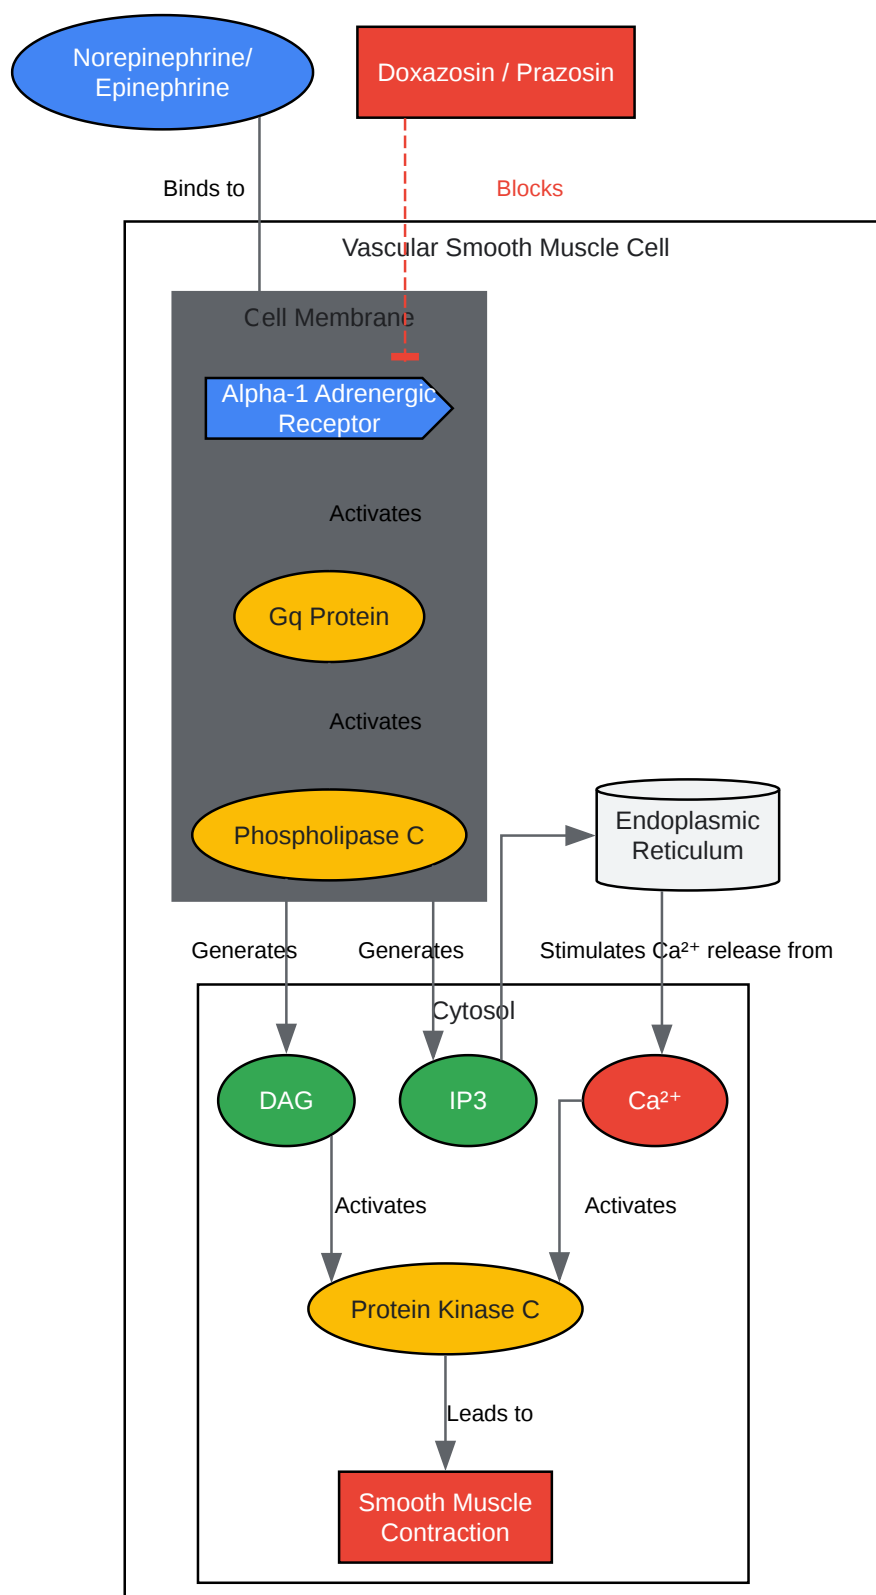 Norepinephrine/
Epinephrine
Doxazosin / Prazosin
Binds to
Blocks
Vascular Smooth Muscle Cell
Cell Membrane
Alpha-1 Adrenergic
Receptor
Activates
Gq Protein
Activates
Phospholipase C
Endoplasmic
Reticulum
Generates
Generates
Stimulates Ca²⁺ release from
Cytosol
DAG
IP3
Ca²⁺
Activates
Activates
Protein Kinase C
Leads to
Smooth Muscle
Contraction